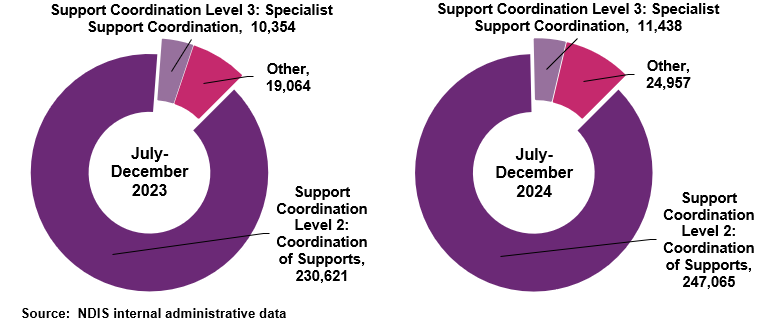 Support Coordination Level 3: Specialist
Support Coordination, 10,354
Other,
19,064
July-
December
2023
Support
Coordination
Level 2:
Coordination
of Supports,
230,621
Support Coordination Level 3: Specialist
Support Coordination, 11,438
Other,
24,957
July-
December
2024
Support
Coordination
Level 2:
Coordination
of Supports,
247,065
Source: NDIS internal administrative data